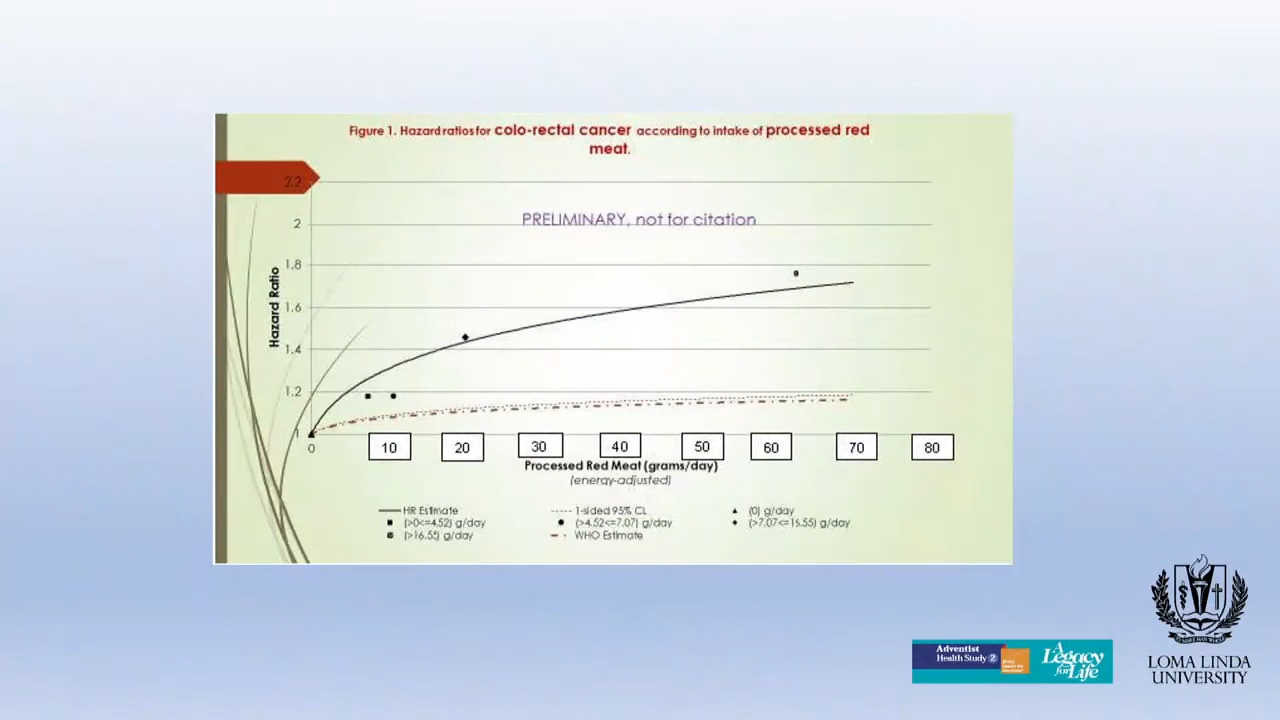 Figure 1. Hazard ratios for colo-rectal cancer according to intake of processed red
meat.
2.2
PRELIMINARY, not for citation
2
1.8
1.6
1.4
1.2
1
Hazard Ratio
0
10
20
30
40
50
60
70
80
Processed Red Meat (grams/day)
(energy-adjusted)
HR Estimate
1-sided 95% CL
(0) g/day
(>0<=4.52) g/day
(>4.52<=7.07) g/day
(>7.07<=16.55) g/day
(>16.55) g/day
WHO Estimate
Adventist
Health Study 2
A
Legacy
for Life
LOMA LINDA
UNIVERSITY